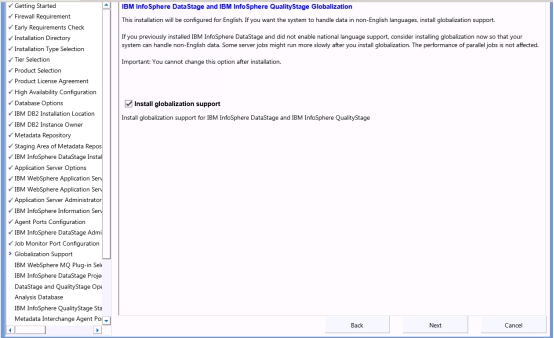 Getting Started
Firewall Requirement
Early Requirements Check
Installation Directory
Installation Type Selection
Tier Selection
Product Selection
Product License Agreement
High Availability Configuration
Database Options
IBM DB2 Installation Location
IBM DB2 Instance Owner
Metadata Repository
Staging Area of Metadata Repos
IBM InfoSphere DataStage Instal
Application Server Options
IBM WebSphere Application Serv
IBM WebSphere Application Serv
Application Server Administrator
IBM InfoSphere Information Serv
Agent Ports Configuration
IBM InfoSphere DataStage Admi
Job Monitor Port Configuration
Globalization Support
IBM WebSphere MQ Plug-in Sele
IBM InfoSphere DataStage Proje
DataStage and QualityStage Ope
Analysis Database
IBM InfoSphere QualityStage Sta
Metadata Interchange Agent Po
IBM InfoSphere DataStage and IBM InfoSphere QualityStage Globalization
This installation will be configured for English. If you want the system to handle data in non-English languages, install globalization support.
If you previously installed IBM InfoSphere DataStage and did not enable national language support, consider installing globalization now so that your
system can handle non-English data. Some server jobs might run more slowly after you install globalization. The performance of parallel jobs is not affected.
Important: You cannot change this option after installation.
Install globalization support
Install globalization support for IBM InfoSphere DataStage and IBM InfoSphere QualityStage
Back
Next
Cancel